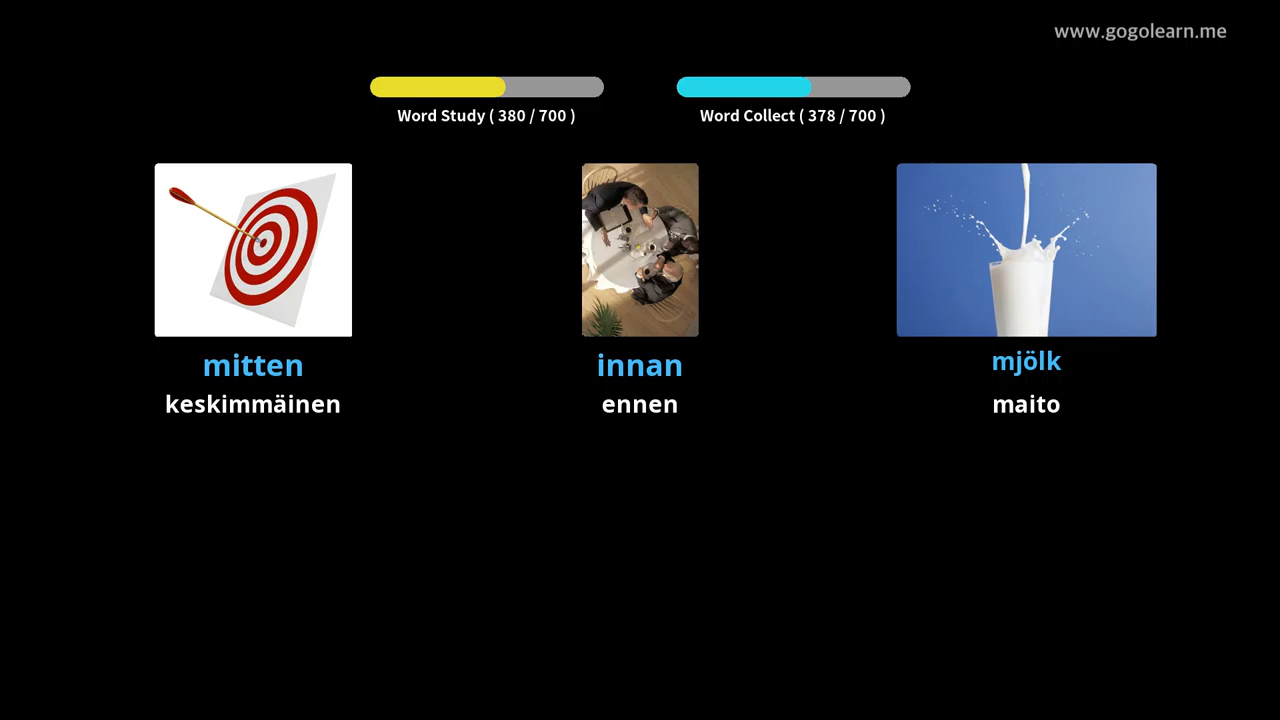 www.gogolearn.me
Word Study ( 380 / 700 )
Word Collect ( 378 / 700 )
mitten
innan
mjölk
keskimmäinen
ennen
maito